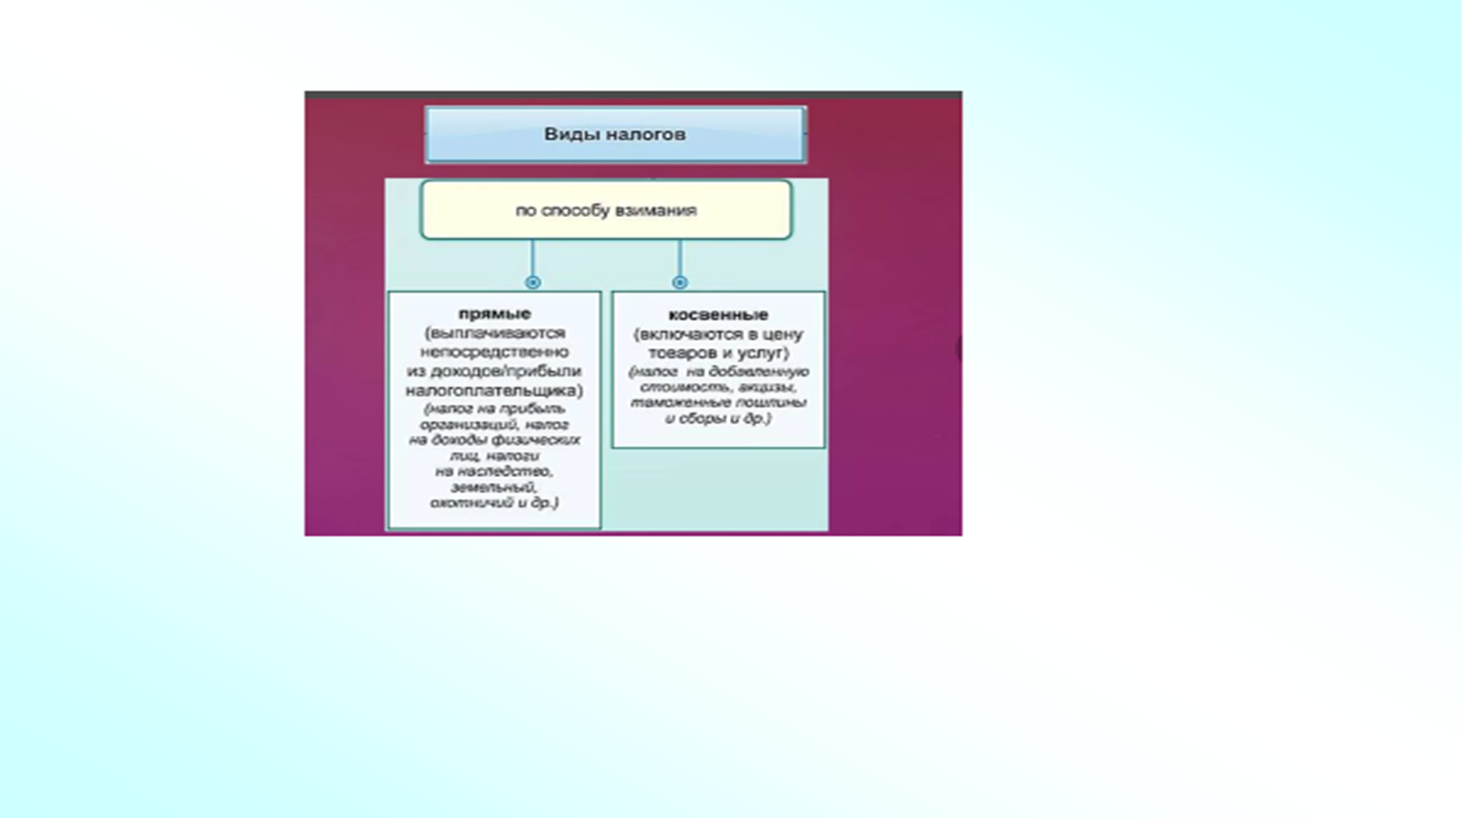 Виды налогов
по способу взимания
прямые
(выплачиваются
непосредственно
из доходов/прибыли
налогоплательщика)
(налог на прибыль
организаций, налог
на доходы физических
лиц, налоги
на наследство,
земельный,
охотничий и др.)
косвенные
(включаются в цену
товаров и услуг)
(налог на добавленную
стоимость, акцизы,
таможенные пошлины
и сборы и др.)